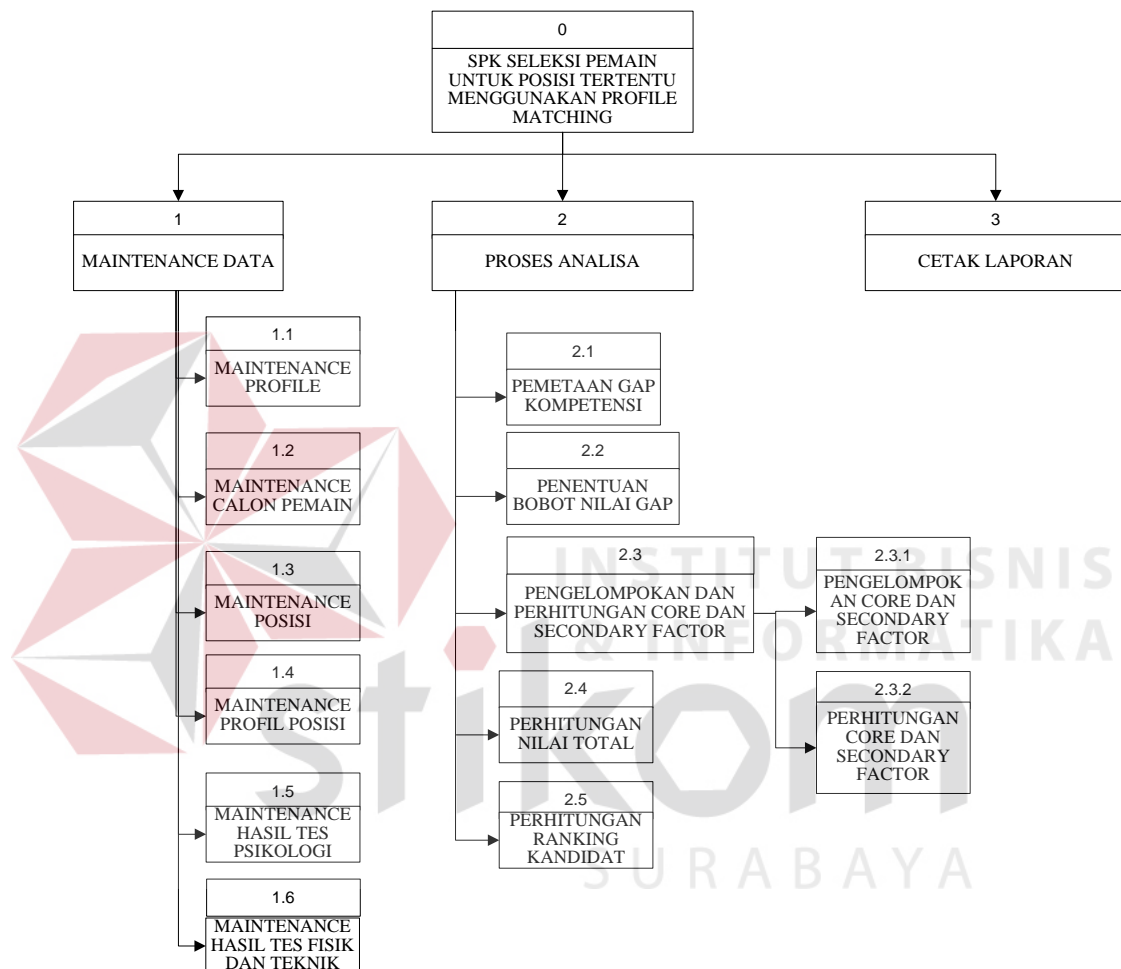 0
SPK SELEKSI PEMAIN
UNTUK POSISI TERTENTU
MENGGUNAKAN PROFILE
MATCHING
1
MAINTENANCE DATA
2
PROSES ANALISA
3
CETAK LAPORAN
1.1
MAINTENANCE
PROFILE
1.2
MAINTENANCE
CALON PEMAIN
1.3
MAINTENANCE
POSISI
1.4
MAINTENANCE
PROFIL POSISI
1.5
MAINTENANCE
HASIL TES
PSIKOLOGI
1.6
MAINTENANCE
HASIL TES FISIK
DAN TEKNIK
2.1
PEMETAAN GAP
KOMPETENSI
2.2
PENENTUAN
BOBOT NILAI GAP
2.3
PENGELOMPOKAN DAN
PERHITUNGAN CORE DAN
SECONDARY FACTOR
2.4
PERHITUNGAN
NILAI TOTAL
2.5
PERHITUNGAN
RANKING
KANDIDAT
2.3.1
PENGELOMPOK
AN CORE DAN
SECONDARY
FACTOR
2.3.2
PERHITUNGAN
CORE DAN
SECONDARY
FACTOR
INSTITUT BISNIS
& INFORMATIKA
stikom
SURABAYA